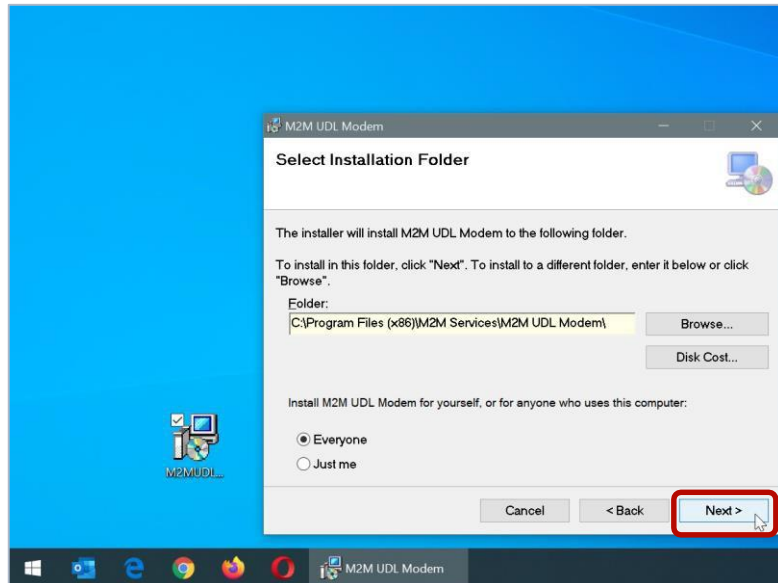 M2M UDL Modem
Select Installation Folder
The installer will install M2M UDL Modem to the following folder.
To install in this folder, click "Next". To install to a different folder, enter it below or click
"Browse".
Folder:
C:\Program Files (x86)\M2M Services\M2M UDL Modem\
Browse...
Disk Cost...
Install M2M UDL Modem for yourself, or for anyone who uses this computer:
Everyone
Just me
M2MUDL...
Cancel
< Back
Next >
M2M UDL Modem